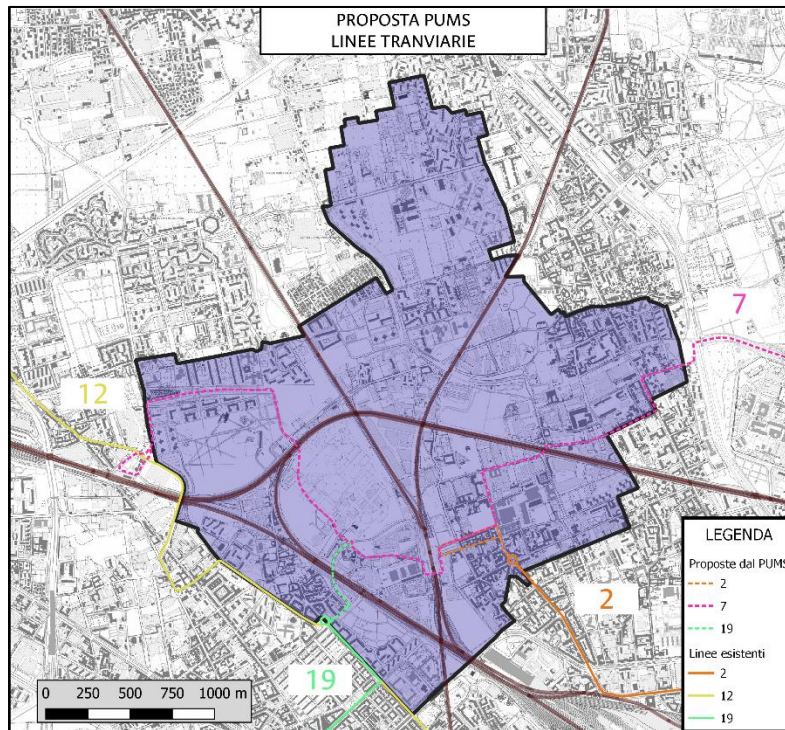 PROPOSTA PUMS
LINEE TRANVIARIE
7
12
2
19
LEGENDA
Proposte dal PUMS
2
7
19
Linee esistenti
2
12
19
0 250 500 750 1000 m